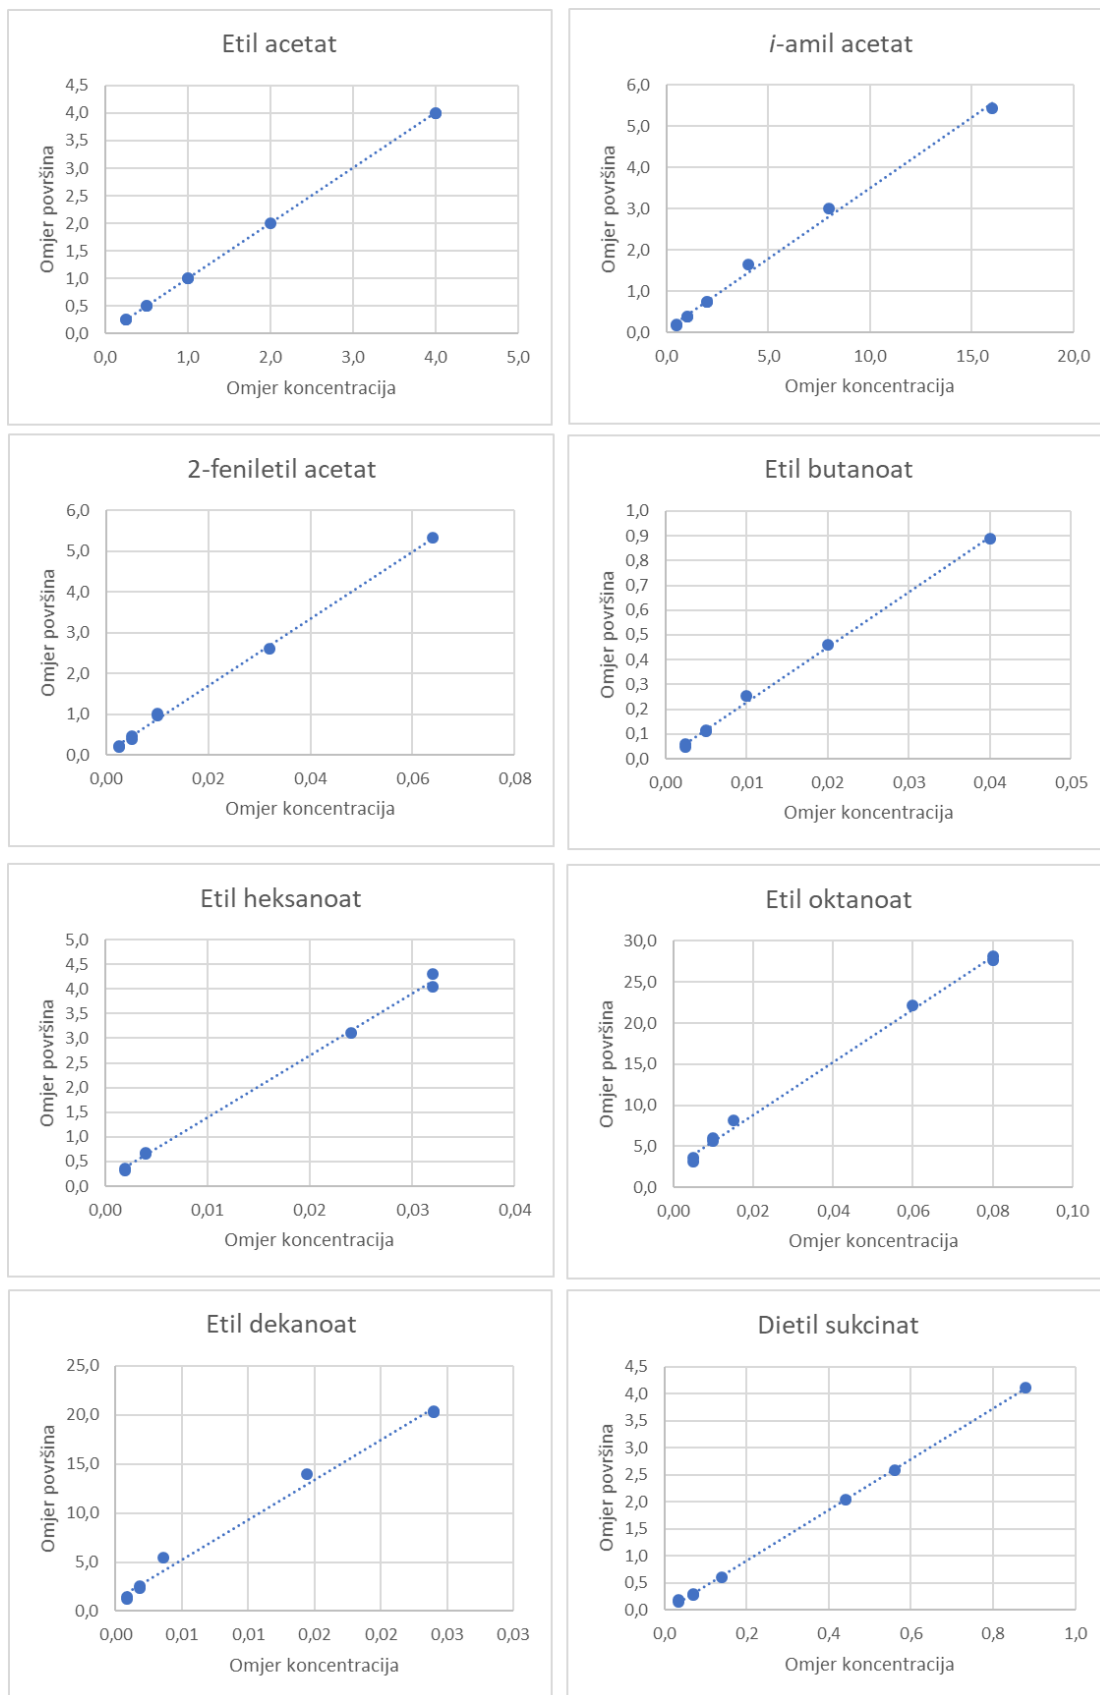 Etil acetat
Omjer površina
4,5
4,0
3,5
3,0
2,5
2,0
1,5
1,0
0,5
0,0
0,0 1,0 2,0 3,0 4,0 5,0
Omjer koncentracija
i-amil acetat
Omjer površina
6,0
5,0
4,0
3,0
2,0
1,0
0,0
0,0 5,0 10,0 15,0 20,0
Omjer koncentracija
2-feniletil acetat
Omjer površina
6,0
5,0
4,0
3,0
2,0
1,0
0,0
0,00 0,02 0,04 0,06 0,08
Omjer koncentracija
Etil butanoat
Omjer površina
1,0
0,9
0,8
0,7
0,6
0,5
0,4
0,3
0,2
0,1
0,0
0,00 0,01 0,02 0,03 0,04 0,05
Omjer koncentracija
Etil heksanoat
Omjer površina
5,0
4,5
4,0
3,5
3,0
2,5
2,0
1,5
1,0
0,5
0,0
0,00 0,01 0,02 0,03 0,04
Omjer koncentracija
Etil oktanoat
Omjer površina
30,0
25,0
20,0
15,0
10,0
5,0
0,0
0,00 0,02 0,04 0,06 0,08 0,10
Omjer koncentracija
Etil dekanoat
Omjer površina
25,0
20,0
15,0
10,0
5,0
0,0
0,00 0,01 0,01 0,02 0,02 0,03 0,03
Omjer koncentracija
Dietil sukcinat
Omjer površina
4,5
4,0
3,5
3,0
2,5
2,0
1,5
1,0
0,5
0,0
0,0 0,2 0,4 0,6 0,8 1,0
Omjer koncentracija